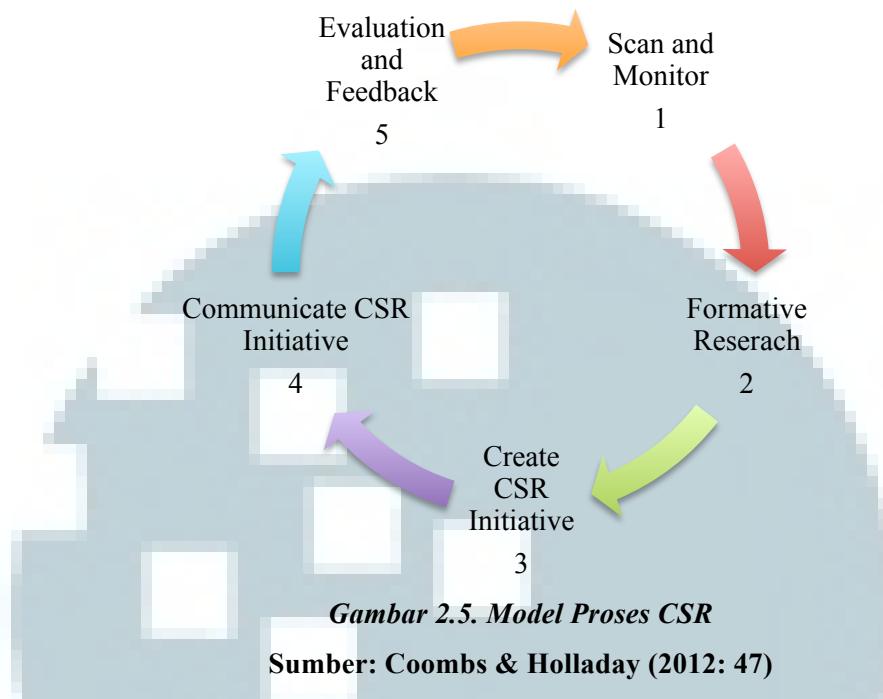 Evaluation
and
Feedback
5
Scan and
Monitor
1
Formative
Reserach
2
Create
CSR
Initiative
3
Communicate CSR
Initiative
4
Gambar 2.5. Model Proses CSR
Sumber: Coombs & Holladay (2012: 47)